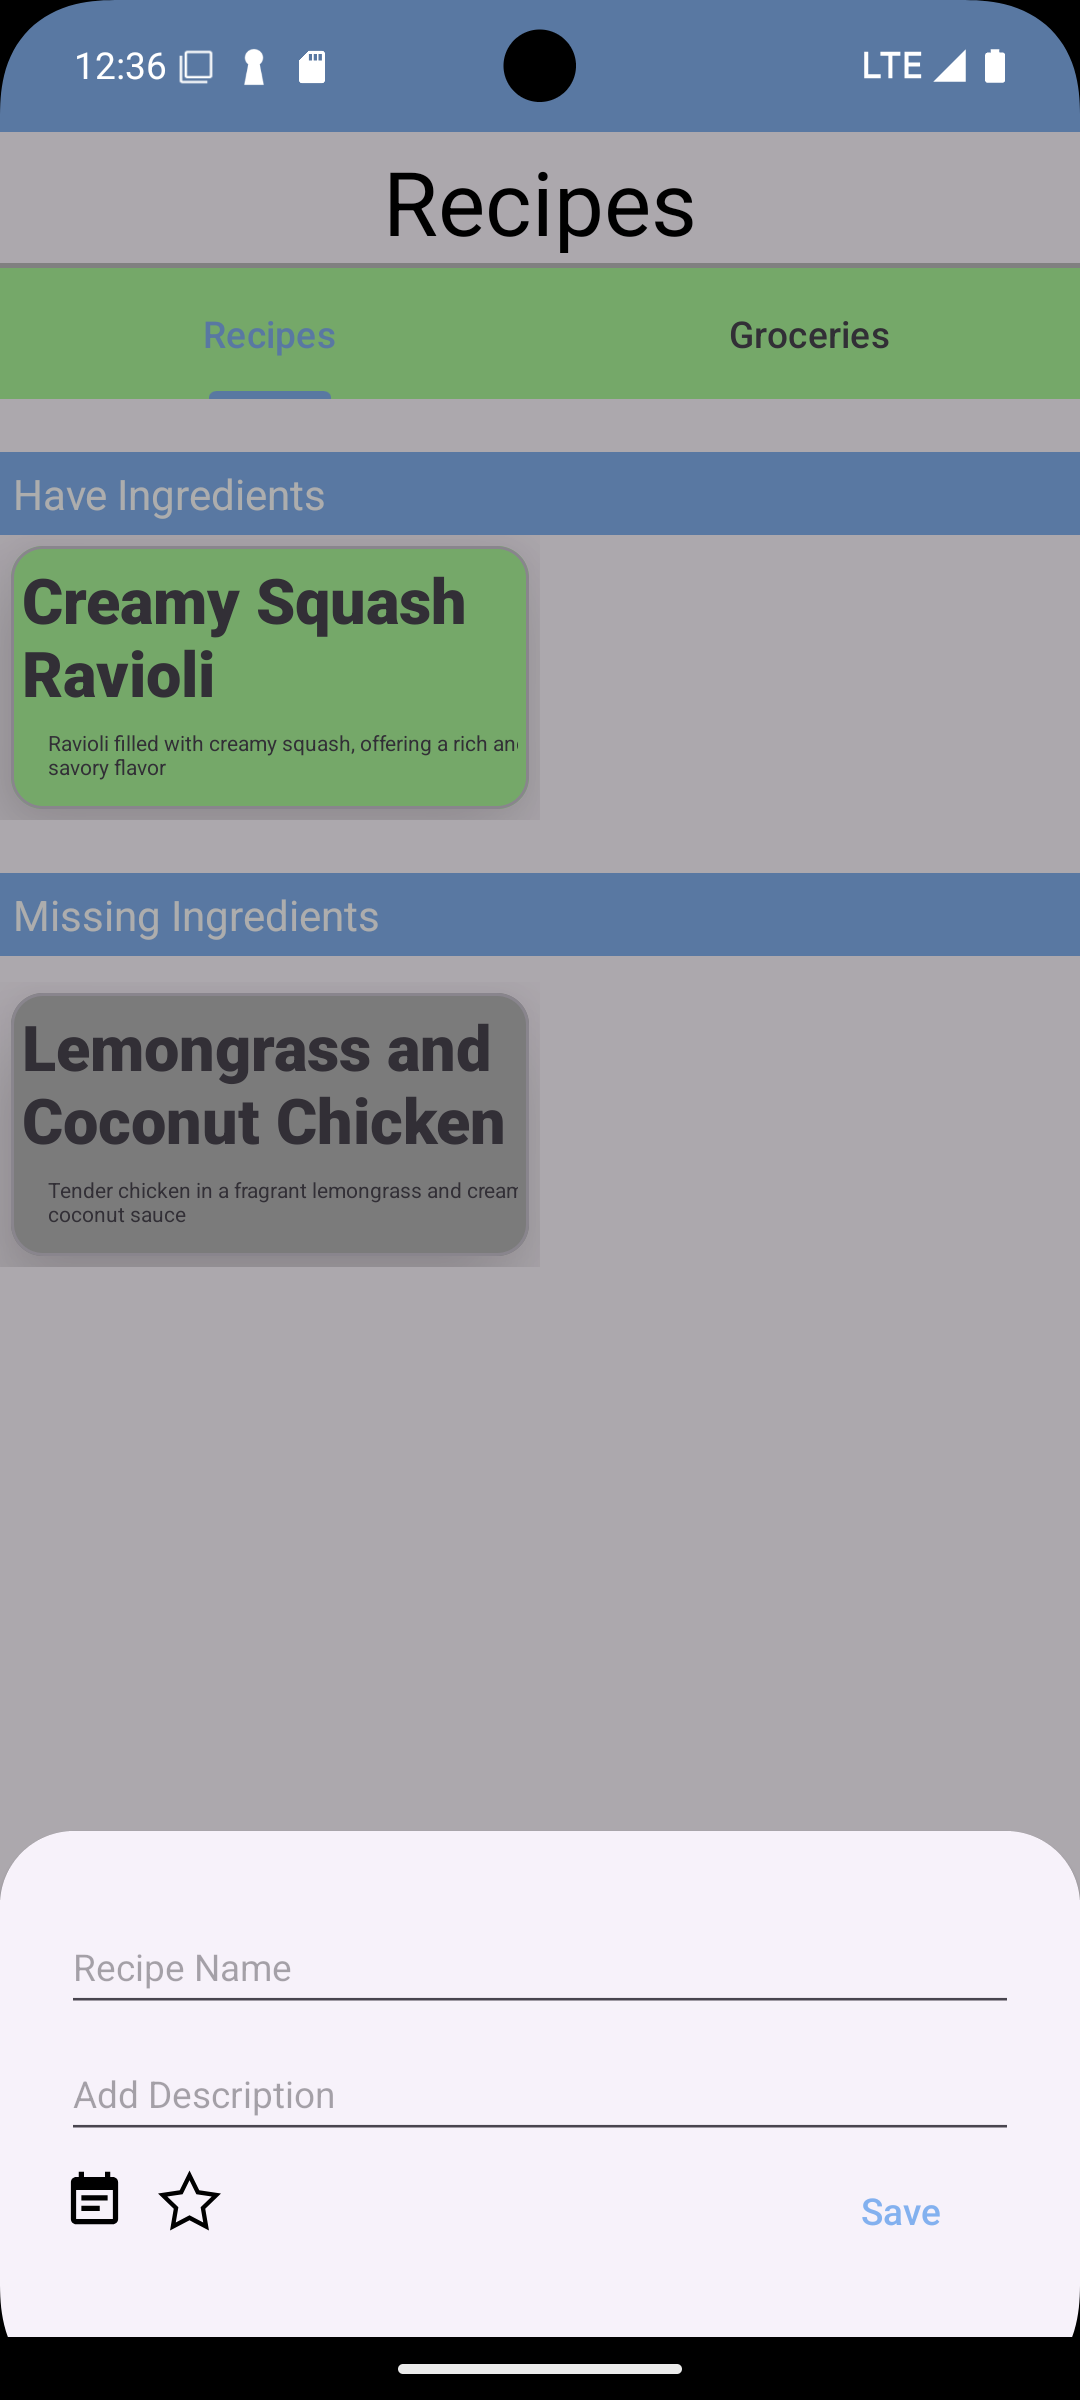 12:36
LTE
Recipes
Recipes
Groceries
Have Ingredients
Creamy Squash
Ravioli
Ravioli filled with creamy squash, offering a rich an
savory flavor
Missing Ingredients
Lemongrass and
Coconut Chicken
Tender chicken in a fragrant lemongrass and cream
coconut sauce
Recipe Name
Add Description
Save